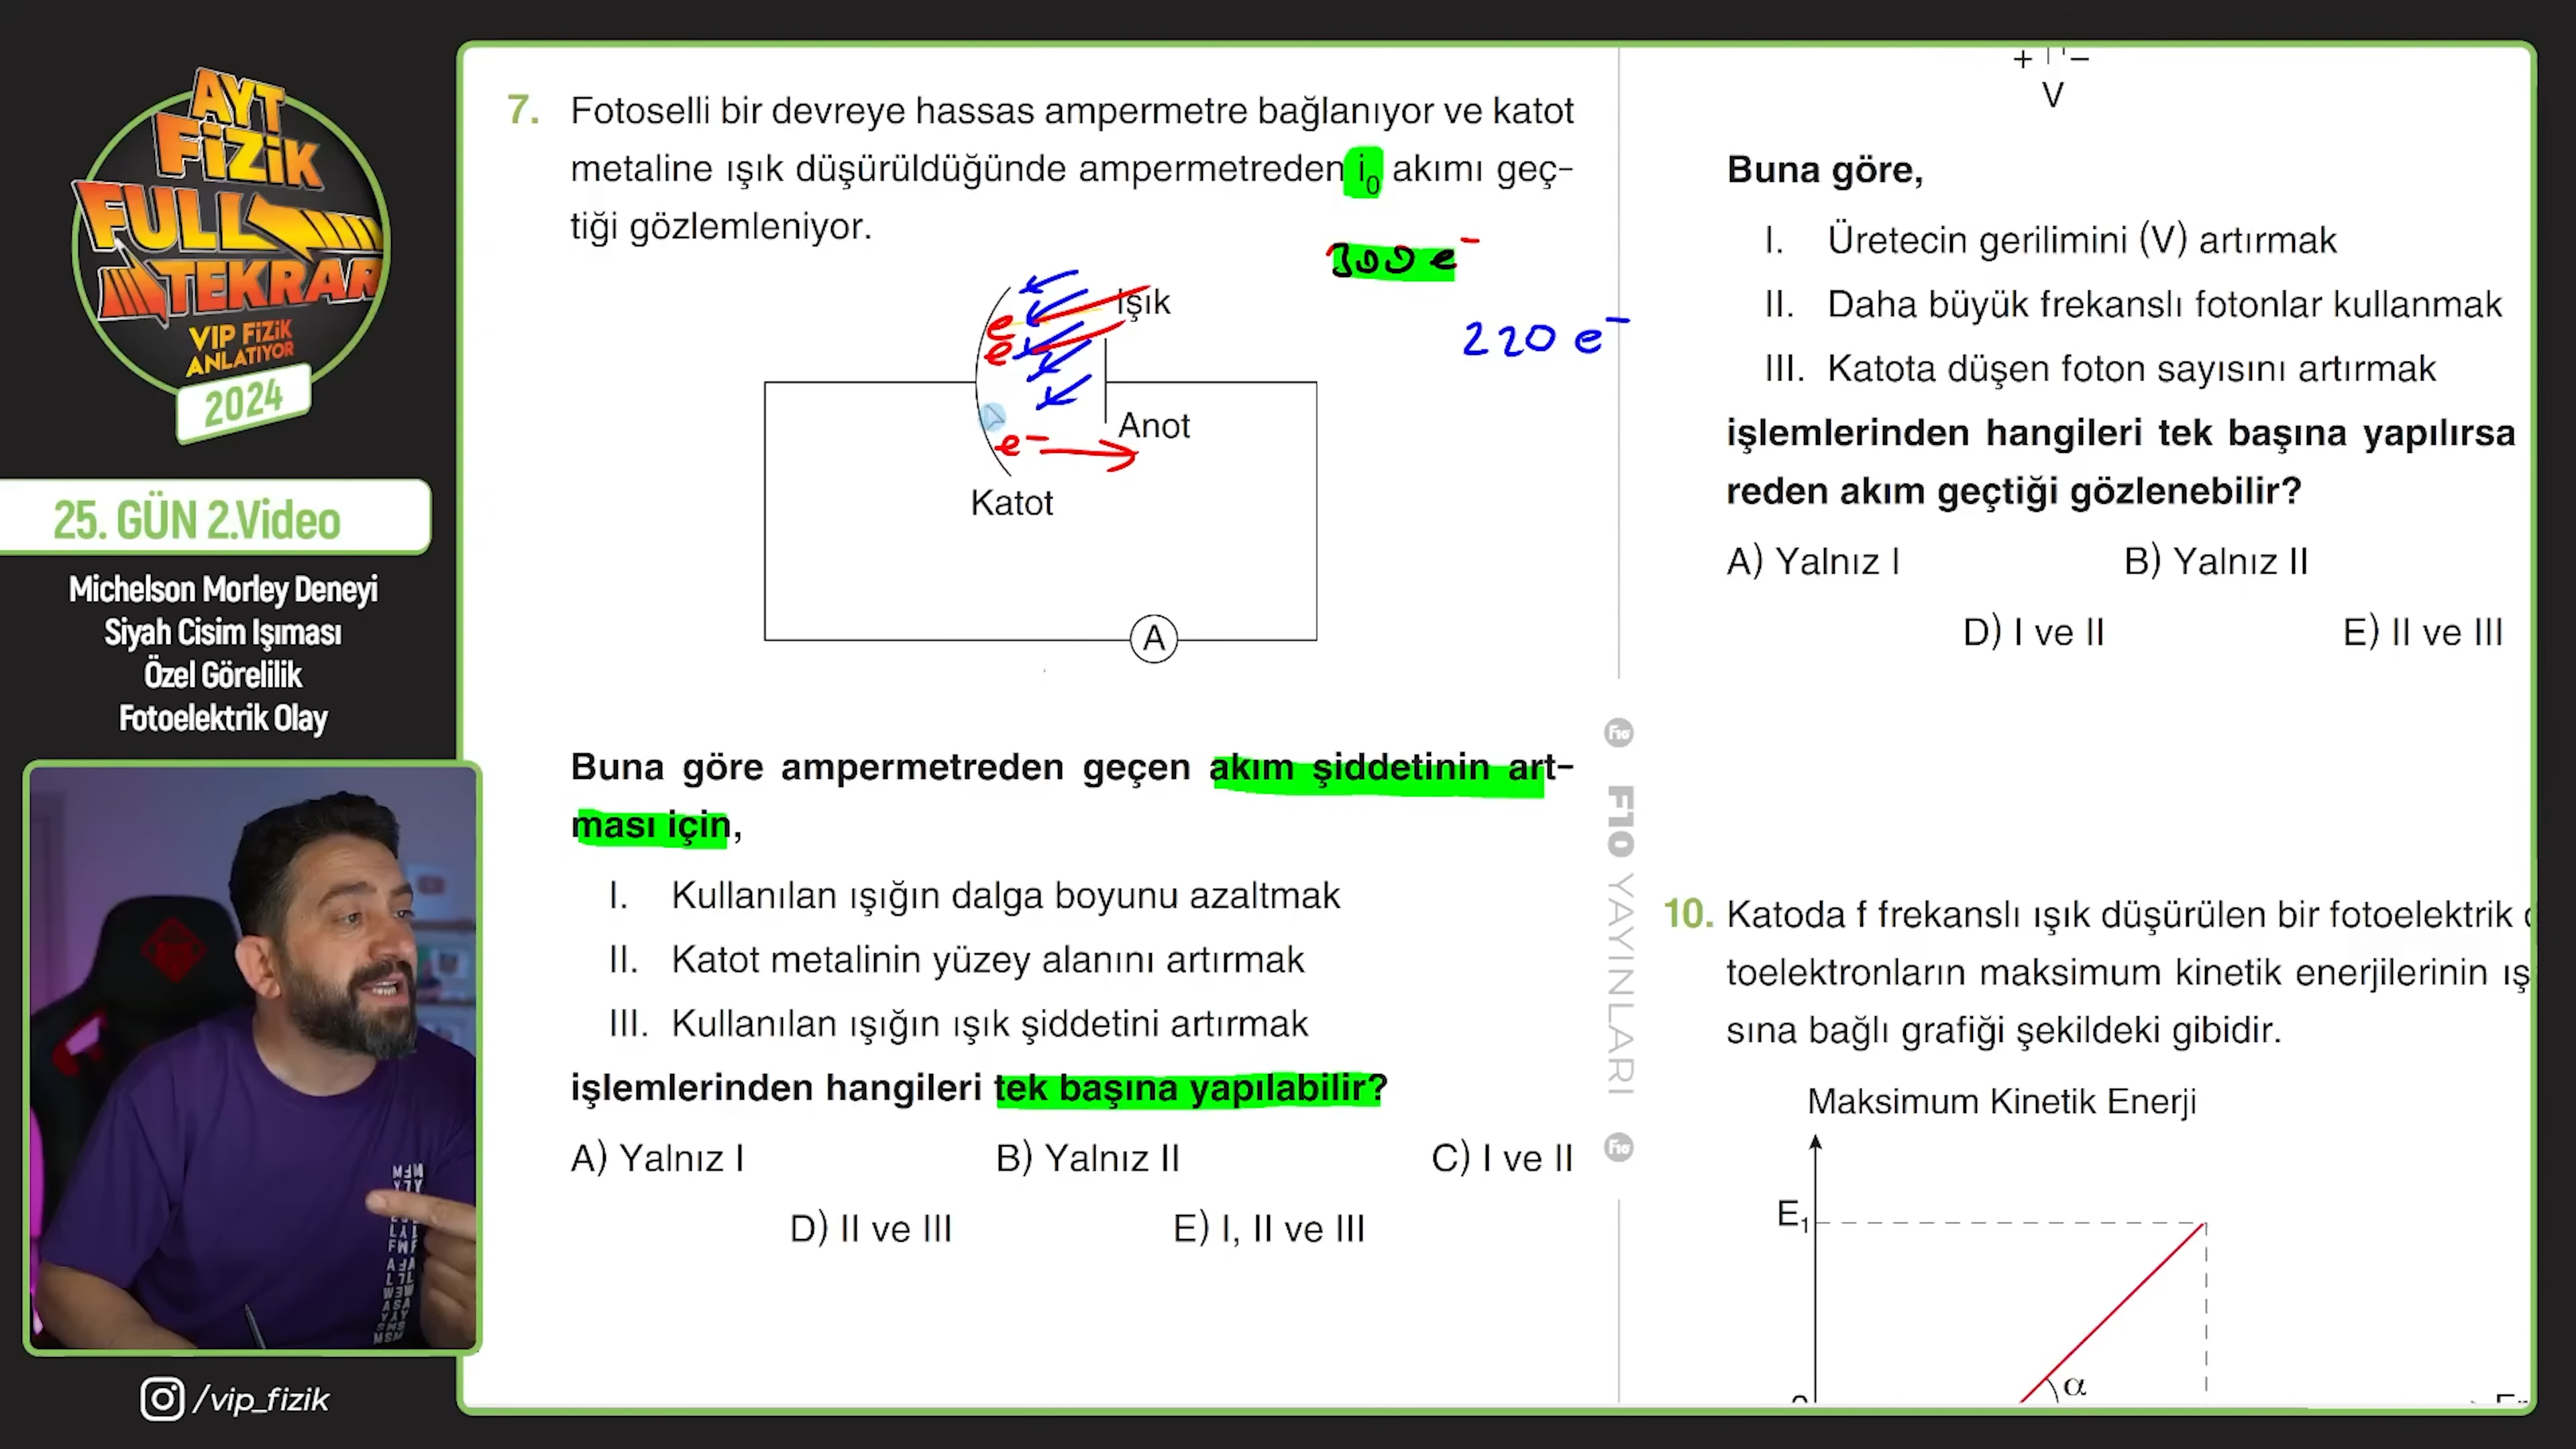 AYT
FİZİK
FULL
TEKRAR
VIP FİZİK
ANLATIYOR
2024
25. GÜN 2.Video
Michelson Morley Deneyi
Siyah Cisim Işıması
Özel Görelilik
Fotoelektrik Olay
/vip_fizik
7. Fotoselli bir devreye hassas ampermetre bağlanıyor ve katot
metaline ışık düşürüldüğünde ampermetreden i0 akımı geç-
tiği gözlemleniyor.
100 e-
220 e-
Işık
e
e
Anot
e-
Katot
A
Buna göre ampermetreden geçen akım şiddetinin art-
ması için,
I. Kullanılan ışığın dalga boyunu azaltmak
II. Katot metalinin yüzey alanını artırmak
III. Kullanılan ışığın ışık şiddetini artırmak
işlemlerinden hangileri tek başına yapılabilir?
A) Yalnız I B) Yalnız II C) I ve II
D) II ve III E) I, II ve III
F10 YAYINLARI
+ -
V
Buna göre,
I. Üretecin gerilimini (V) artırmak
II. Daha büyük frekanslı fotonlar kullanmak
III. Katota düşen foton sayısını artırmak
işlemlerinden hangileri tek başına yapılırsa
reden akım geçtiği gözlenebilir?
A) Yalnız I B) Yalnız II
D) I ve II E) II ve III
10. Katoda f frekanslı ışık düşürülen bir fotoelektrik
toelektronların maksimum kinetik enerjilerinin ış
sına bağlı grafiği şekildeki gibidir.
Maksimum Kinetik Enerji
E1
α